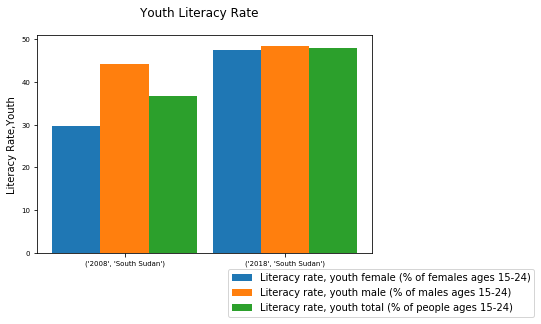 Youth Literacy Rate
Literacy Rate,Youth
50
40
30
20
10
0
('2008', 'South Sudan')
('2018', 'South Sudan')
Literacy rate, youth female (% of females ages 15-24)
Literacy rate, youth male (% of males ages 15-24)
Literacy rate, youth total (% of people ages 15-24)